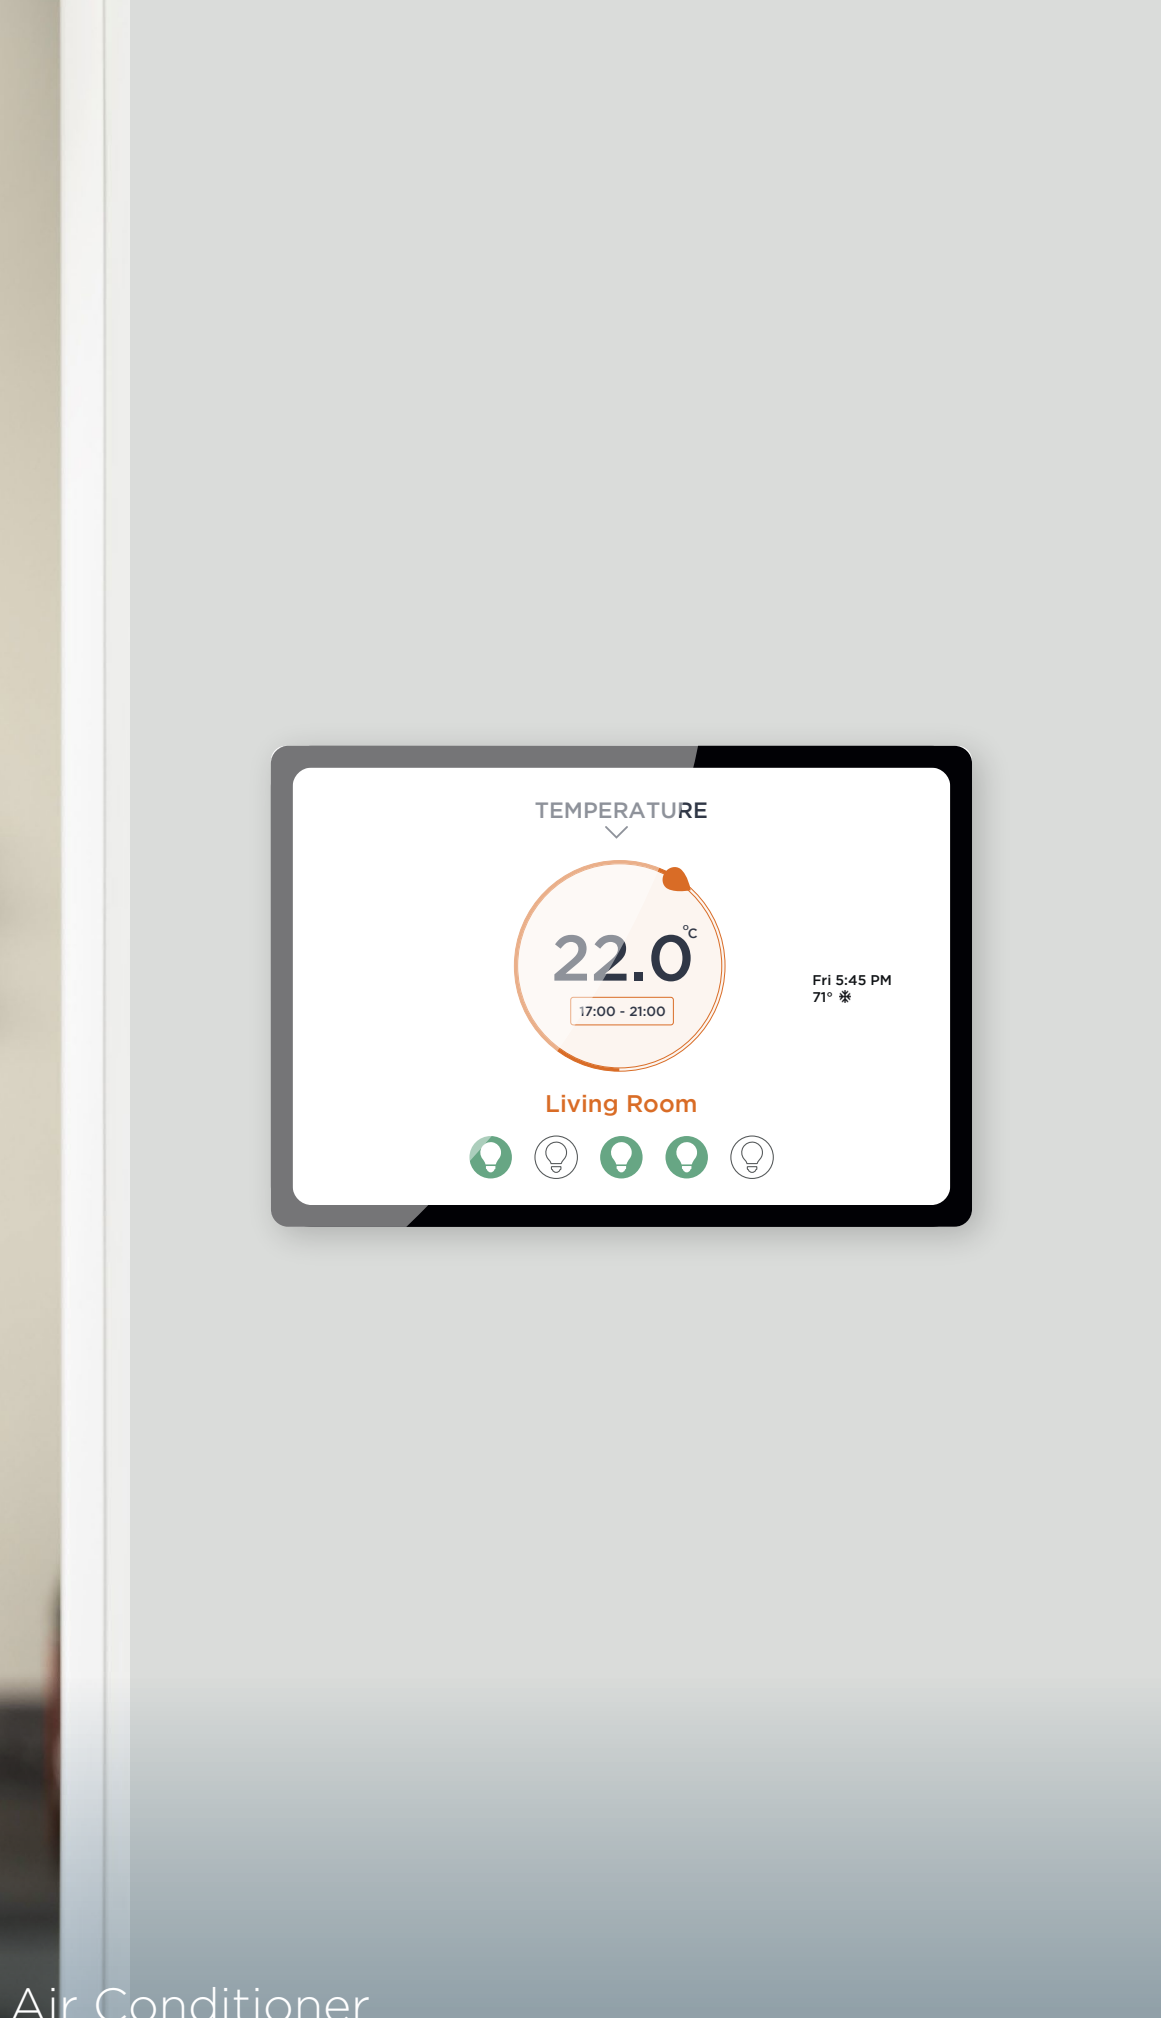 TEMPERATURE
22.0°C
17:00 - 21:00
Fri 5:45 PM
71°
Living Room
Air Conditioner